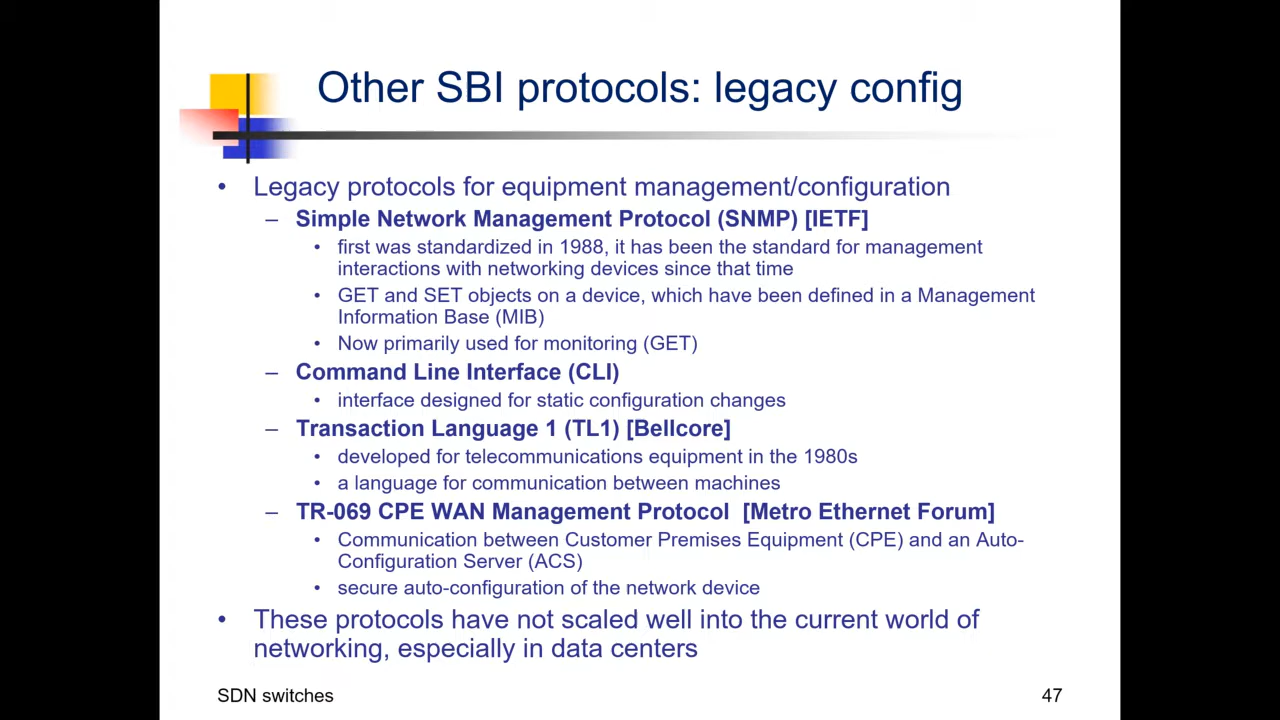 Other SBI protocols: legacy config
• Legacy protocols for equipment management/configuration
– Simple Network Management Protocol (SNMP) [IETF]
• first was standardized in 1988, it has been the standard for management
interactions with networking devices since that time
• GET and SET objects on a device, which have been defined in a Management
Information Base (MIB)
• Now primarily used for monitoring (GET)
– Command Line Interface (CLI)
• interface designed for static configuration changes
– Transaction Language 1 (TL1) [Bellcore]
• developed for telecommunications equipment in the 1980s
• a language for communication between machines
– TR-069 CPE WAN Management Protocol [Metro Ethernet Forum]
• Communication between Customer Premises Equipment (CPE) and an Auto-
Configuration Server (ACS)
• secure auto-configuration of the network device
• These protocols have not scaled well into the current world of
networking, especially in data centers
SDN switches
47